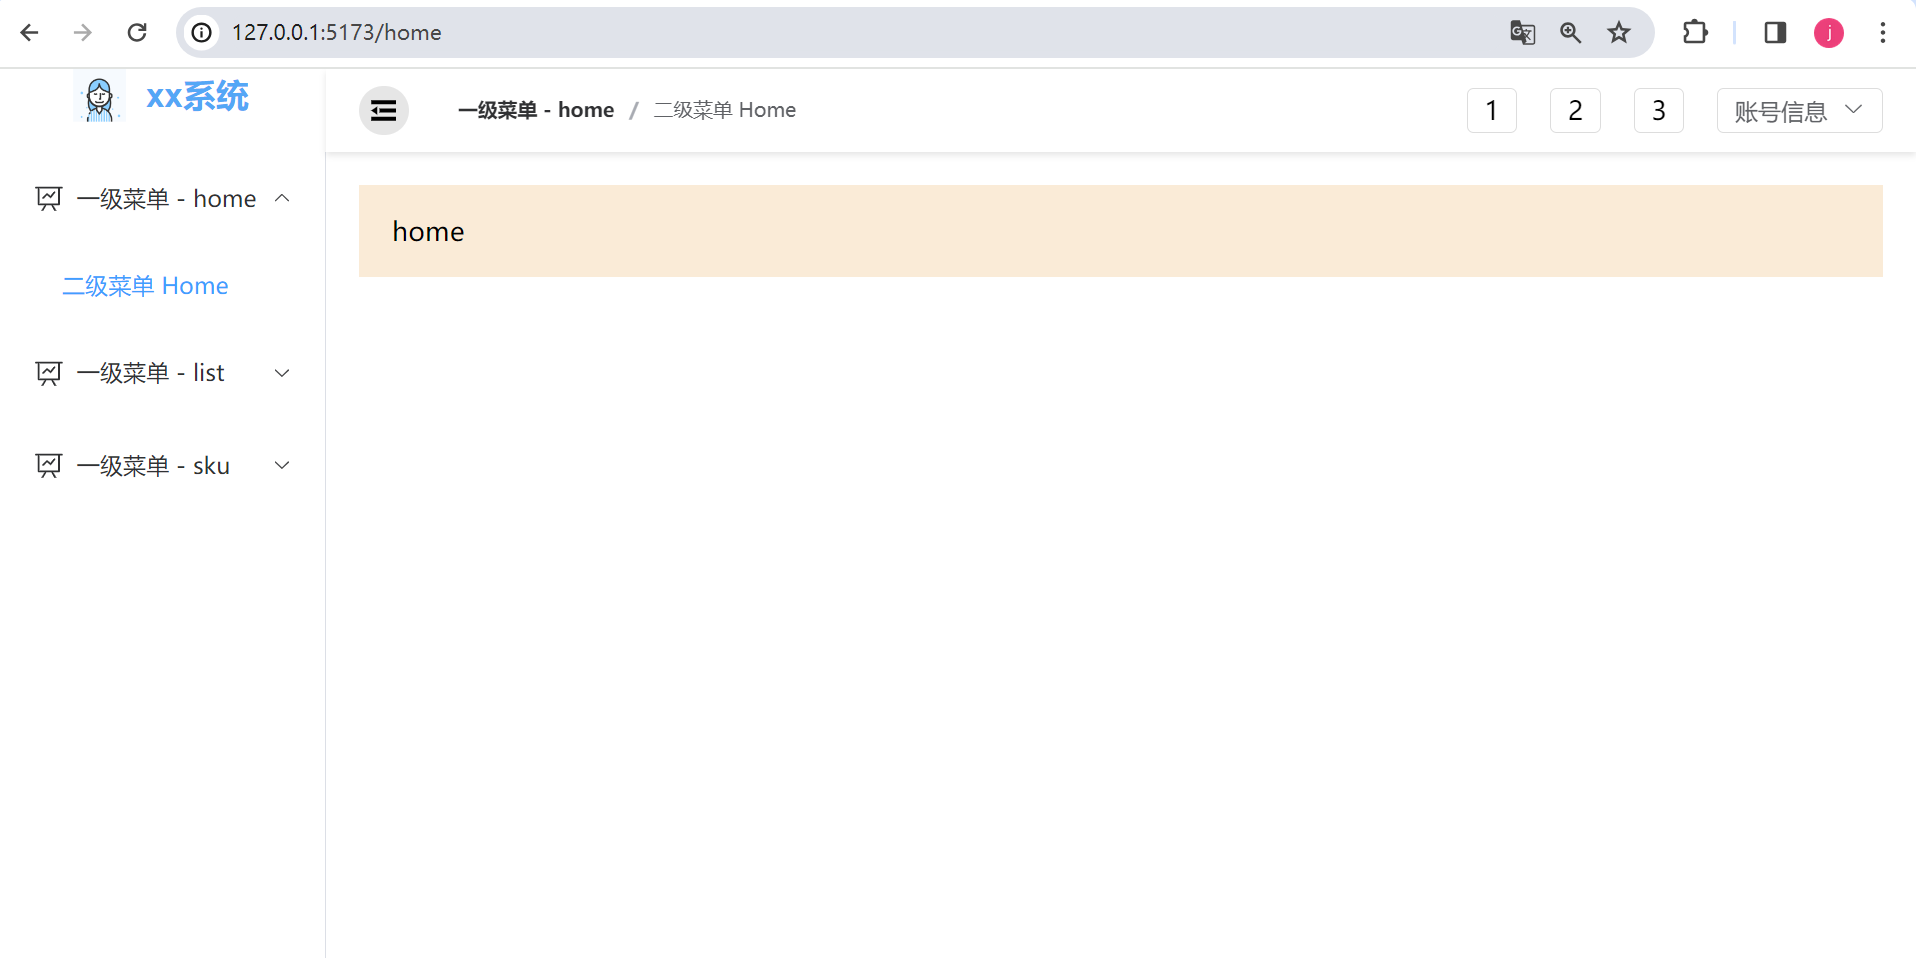 127.0.0.1:5173/home
j
xx系统
一级菜单 - home / 二级菜单 Home
1
2
3
账号信息
一级菜单 - home
二级菜单 Home
一级菜单 - list
一级菜单 - sku
home